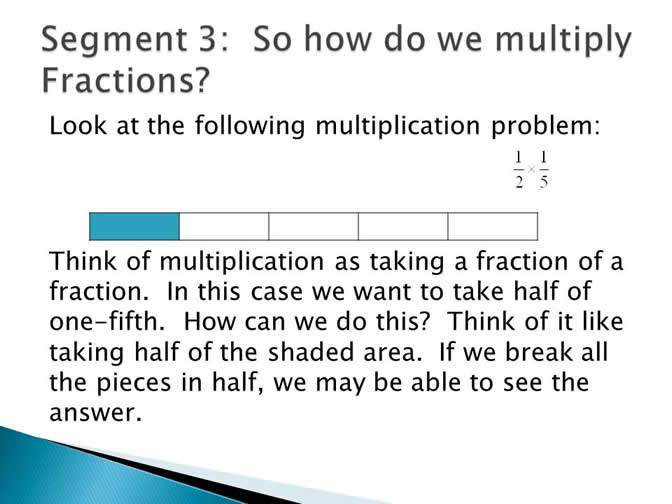 Segment 3:  So how do we multiply
Fractions?
Look at the following multiplication problem:
1/2 × 1/5
Think of multiplication as taking a fraction of a
fraction.  In this case we want to take half of
one-fifth.  How can we do this?  Think of it like
taking half of the shaded area.  If we break all
the pieces in half, we may be able to see the
answer.